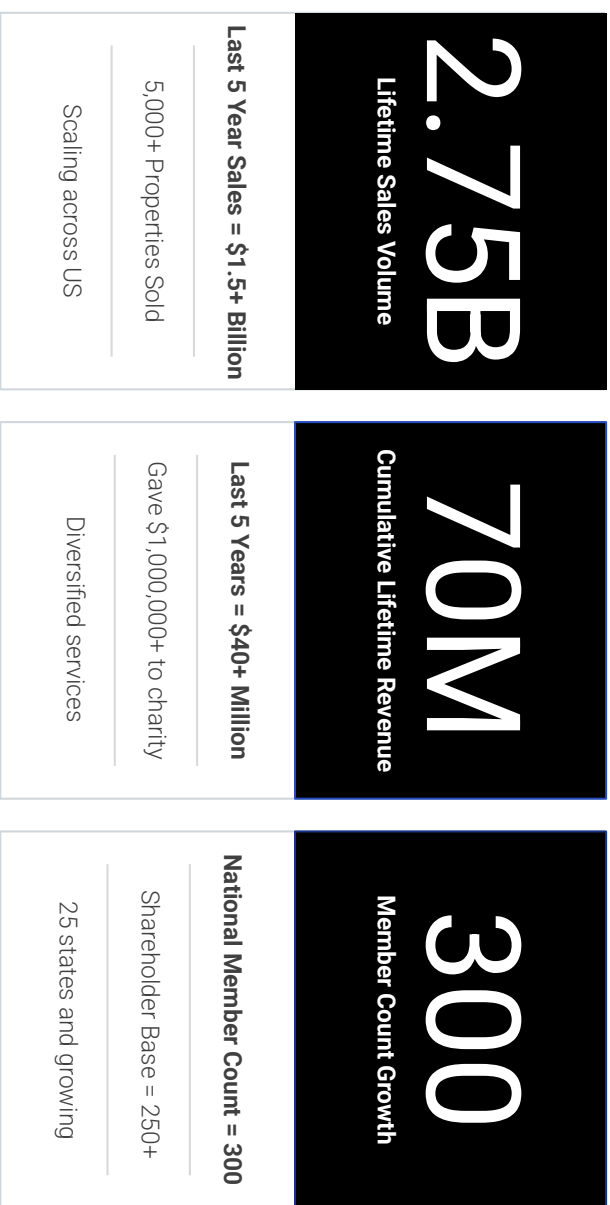 2.75B
Lifetime Sales Volume
Last 5 Year Sales = $1.5+ Billion
5,000+ Properties Sold
Scaling across US
70M
Cumulative Lifetime Revenue
Last 5 Years = $40+ Million
Gave $1,000,000+ to charity
Diversified services
300
Member Count Growth
National Member Count = 300
Shareholder Base = 250+
25 states and growing